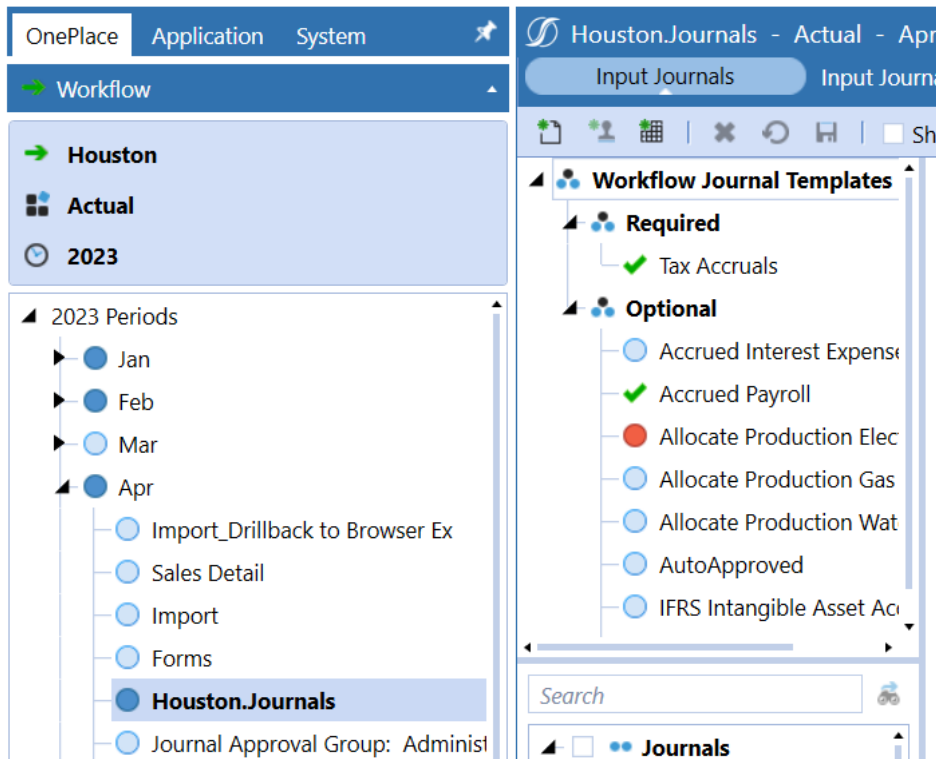 OnePlace Application System
Workflow
Houston
Actual
2023
2023 Periods
Jan
Feb
Mar
Apr
Import_Drillback to Browser Ex
Sales Detail
Import
Forms
Houston.Journals
Journal Approval Group: Administ
Houston.Journals - Actual - Apr
Input Journals Input Journa
Sh
Workflow Journal Templates
Required
Tax Accruals
Optional
Accrued Interest Expense
Accrued Payroll
Allocate Production Elec
Allocate Production Gas
Allocate Production Wat
AutoApproved
IFRS Intangible Asset Acc
Search
Journals